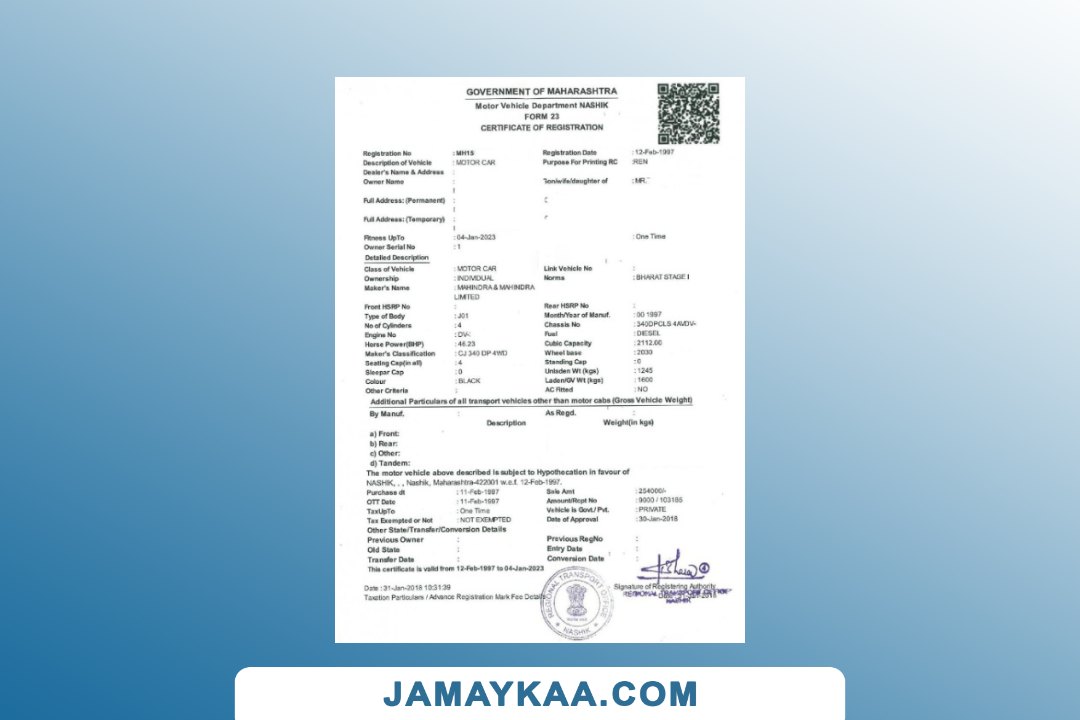 GOVERNMENT OF MAHARASHTRA
Motor Vehicle Department NASHIK
FORM 23
CERTIFICATE OF REGISTRATION
Registration No : MH15 Registration Date : 12-Feb-1997
Description of Vehicle : MOTOR CAR Purpose For Printing RC :REN
Dealer's Name & Address :
Owner Name : Son/wife/daughter of : MR.
Full Address: (Permanent) :
Full Address: (Temporary) :
Fitness UpTo : 04-Jan-2023 : One Time
Owner Serial No : 1
Detailed Description
Class of Vehicle : MOTOR CAR Link Vehicle No :
Ownership : INDIVIDUAL Norms : BHARAT STAGE I
Maker's Name : MAHINDRA & MAHINDRA
LIMITED
Front HSRP No : Rear HSRP No :
Type of Body : J01 Month/Year of Manuf. : 00 1997
No of Cylinders : 4 Chassis No : 340DPCLS 4AVDV-
Engine No : DV-: Fuel : DIESEL
Horse Power(BHP) : 46.23 Cubic Capacity : 2112.00
Maker's Classification : CJ 340 DP 4WD Wheel base : 2030
Seating Cap(in all) : 4 Standing Cap : 0
Sleepar Cap : 0 Unladen Wt (kgs) : 1245
Colour : BLACK Laden/GV Wt (kgs) : 1600
Other Criteria : AC Fitted : NO
Additional Particulars of all transport vehicles other than motor cabs (Gross Vehicle Weight)
By Manuf. : As Regd. :
Description Weight(in kgs)
a) Front:
b) Rear:
c) Other:
d) Tandem:
The motor vehicle above described is subject to Hypothecation in favour of
NASHIK, , , Nashik, Maharashtra-422001 w.e.f. 12-Feb-1997.
Purchase dt : 11-Feb-1997 Sale Amt : 254000/-
OTT Date : 11-Feb-1997 Amount/Rcpt No : 9000 / 103185
TaxUpTo : One Time Vehicle is Govt./ Pvt. : PRIVATE
Tax Exempted or Not : NOT EXEMPTED Date of Approval : 30-Jan-2018
Other State/Transfer/Conversion Details
Previous Owner : Previous RegNo :
Old State : Entry Date :
Transfer Date : Conversion Date :
This certificate is valid from 12-Feb-1997 to 04-Jan-2023
Date : 31-Jan-2018 10:31:39 Signature of Registering Authority
Taxation Particulars / Advance Registration Mark Fee Details
REGIONAL TRANSPORT OFFICE
NASHIK
REGIONAL TRANSPORT OFFICE
NASHIK
JAMAYKAA.COM